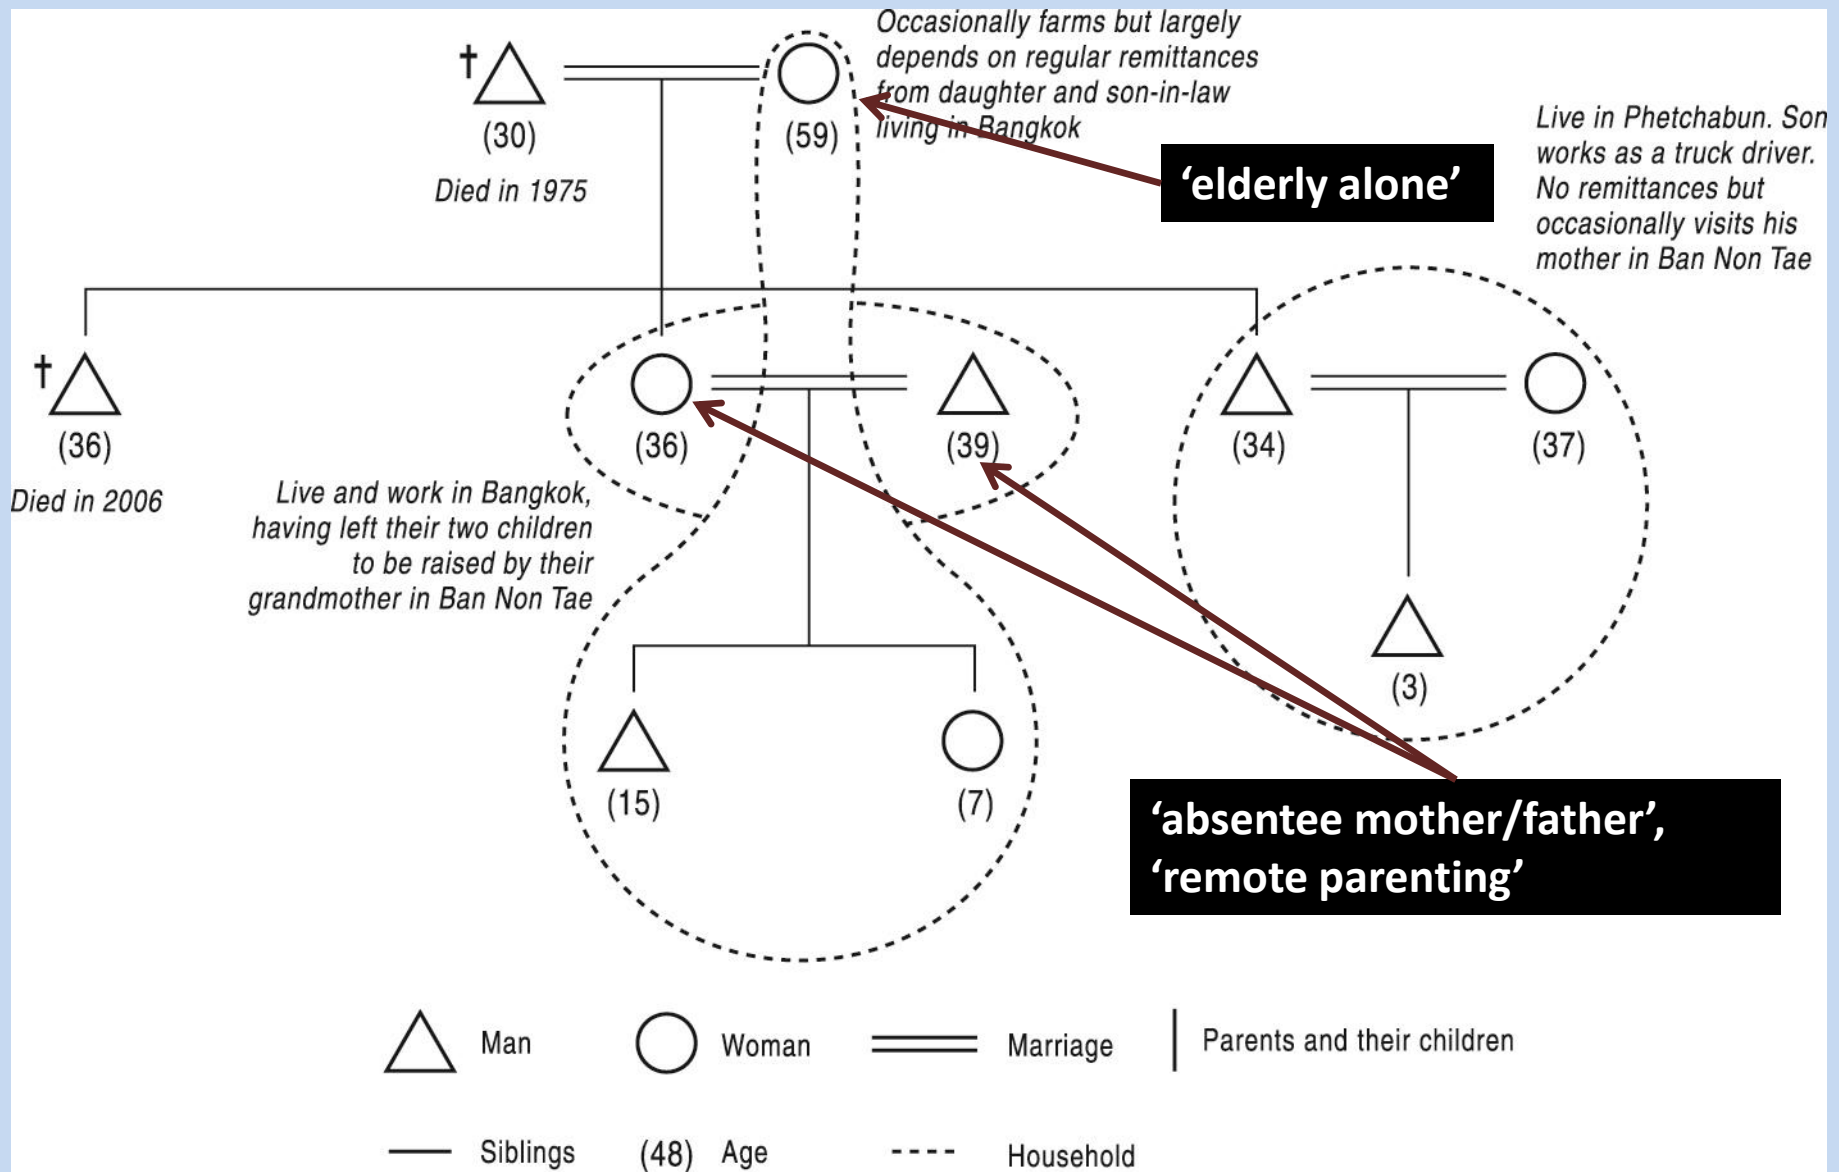 Occasionally farms but largely
depends on regular remittances
from daughter and son-in-law
living in Bangkok
†
(30)
Died in 1975
(59)
‘elderly alone’
Live in Phetchabun. Son
works as a truck driver.
No remittances but
occasionally visits his
mother in Ban Non Tae
†
(36)
Died in 2006
(36)
(39)
(34)
(37)
Live and work in Bangkok,
having left their two children
to be raised by their
grandmother in Ban Non Tae
(3)
(15)
(7)
‘absentee mother/father’,
‘remote parenting’
Man
Woman
Marriage
Parents and their children
Siblings
(48) Age
Household